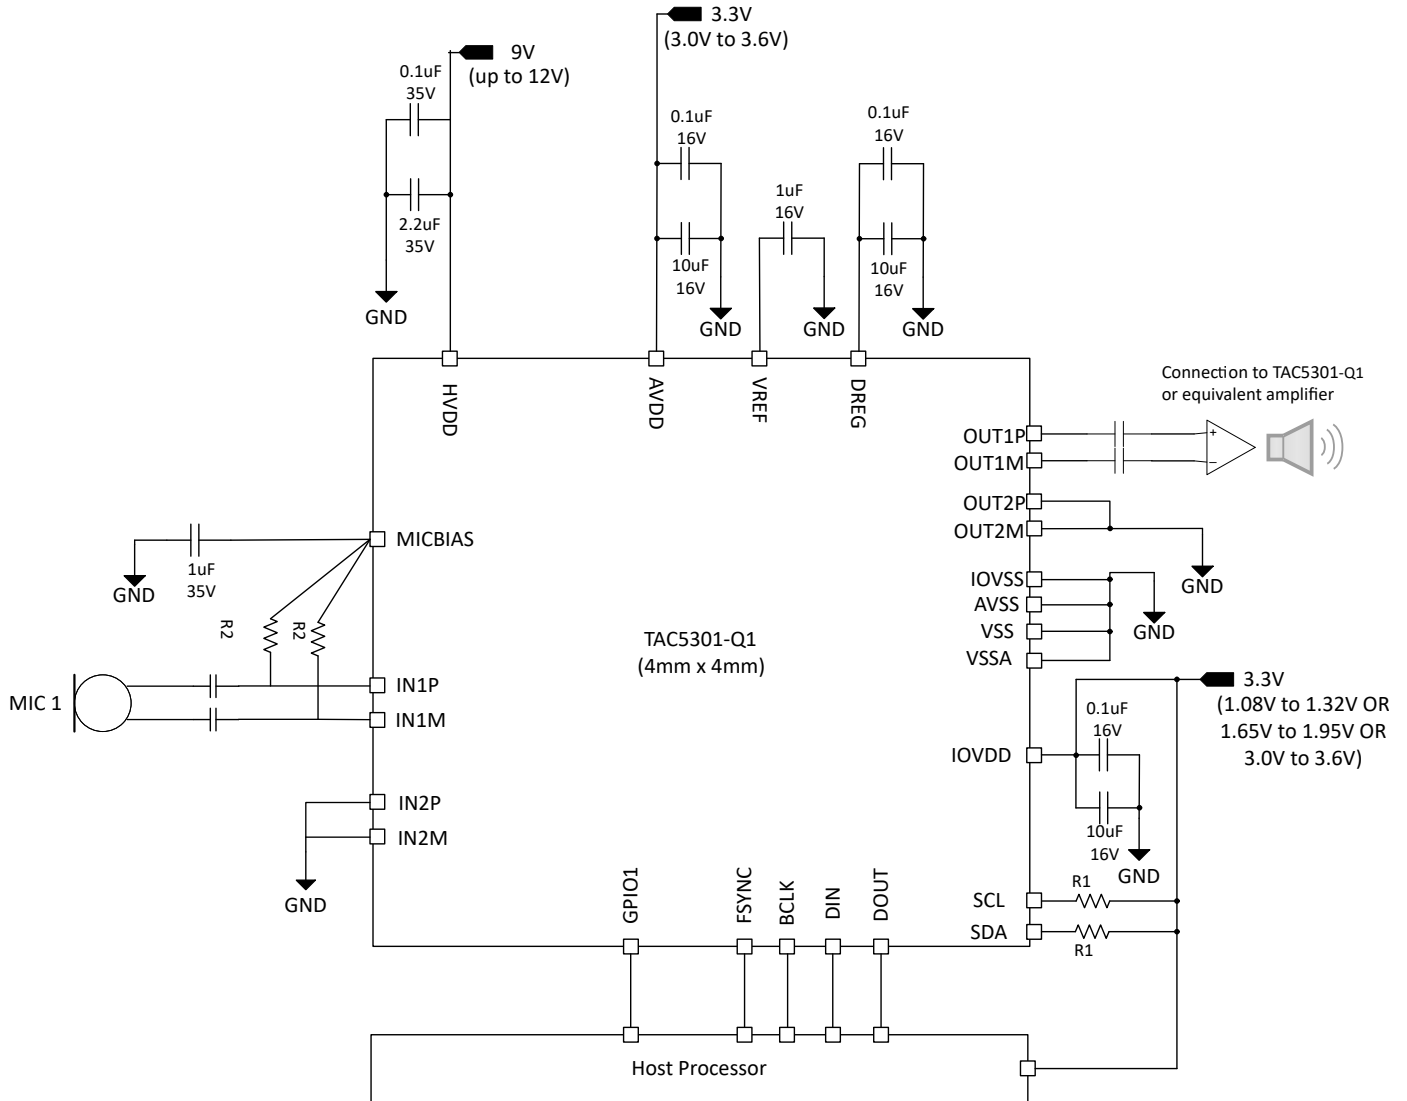 3.3V
(3.0V to 3.6V)
9V
(up to 12V)
0.1uF
35V
2.2uF
35V
GND
0.1uF
16V
10uF
16V
GND
1uF
16V
GND
0.1uF
16V
10uF
16V
GND
HVDD
AVDD
VREF
DREG
Connection to TAC5301-Q1
or equivalent amplifier
OUT1P
+
OUT1M
–
OUT2P
OUT2M
GND
IOVSS
AVSS
VSS
VSSA
GND
MICBIAS
1uF
35V
GND
R2
R2
TAC5301-Q1
(4mm x 4mm)
MIC 1
IN1P
IN1M
3.3V
(1.08V to 1.32V OR
1.65V to 1.95V OR
3.0V to 3.6V)
0.1uF
16V
IOVDD
10uF
16V
GND
IN2P
IN2M
GND
GPIO1
FSYNC
BCLK
DIN
DOUT
SCL
R1
SDA
R1
Host Processor